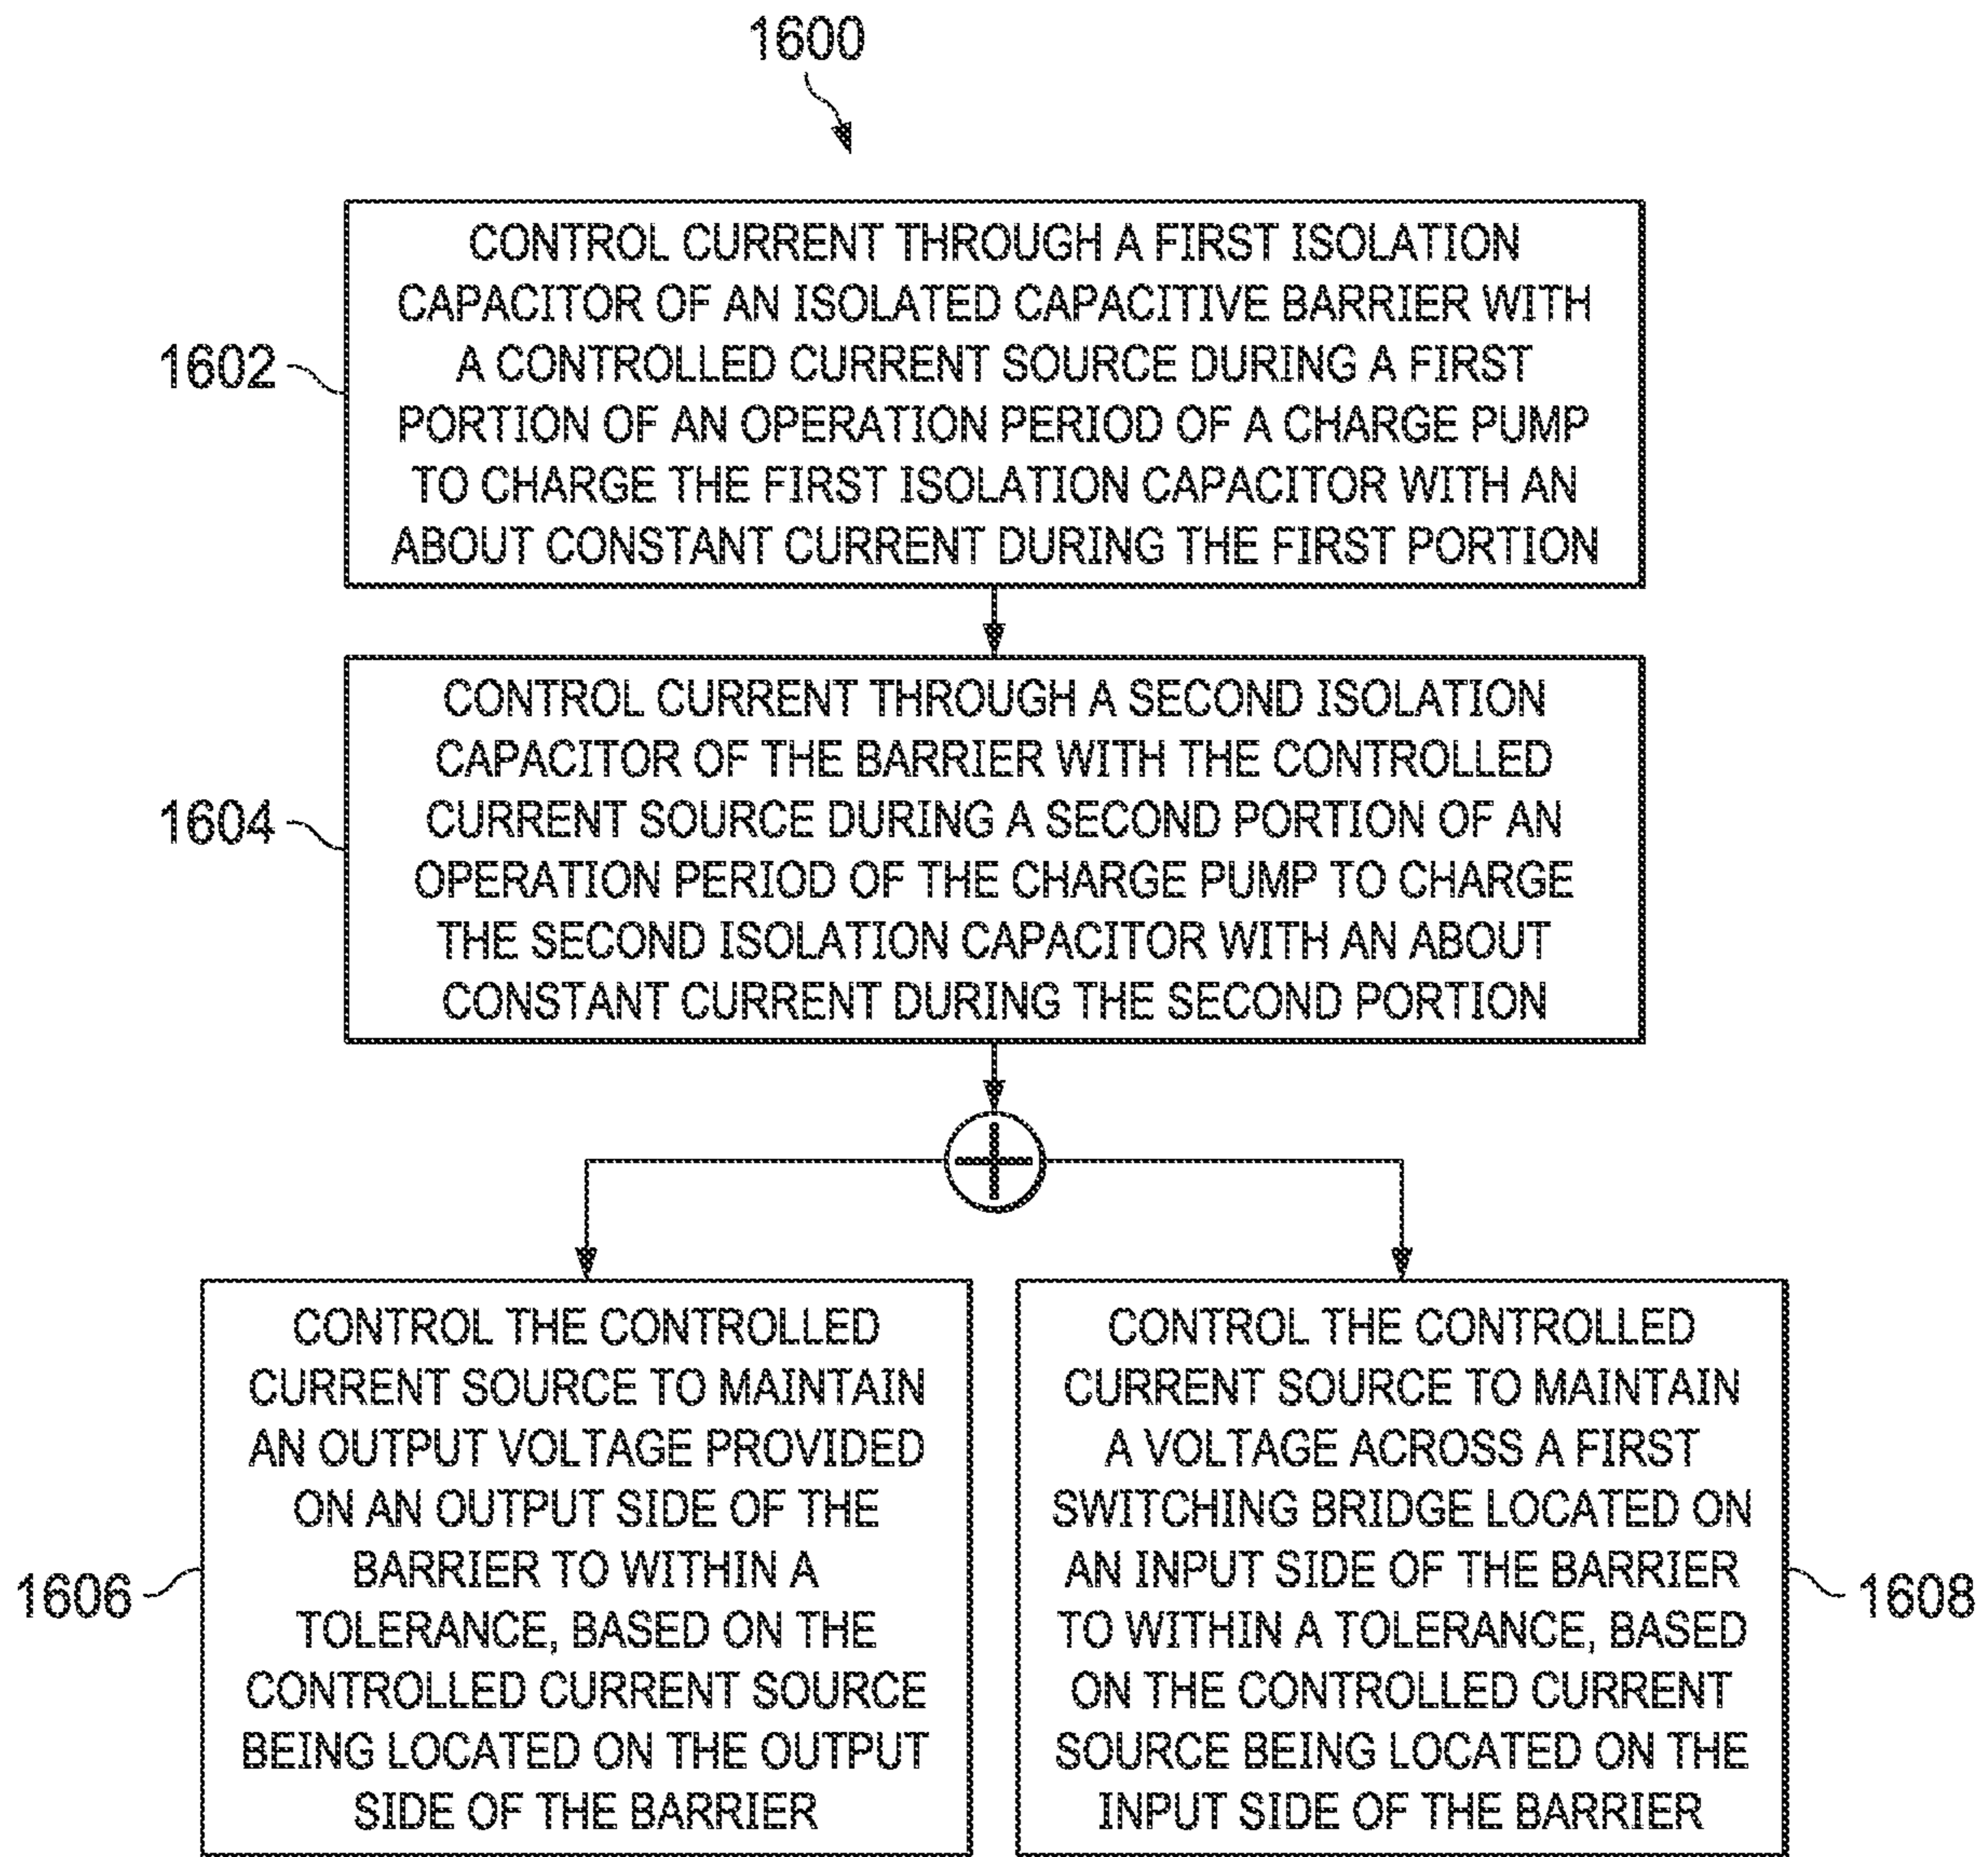 1600
1602
CONTROL CURRENT THROUGH A FIRST ISOLATION
CAPACITOR OF AN ISOLATED CAPACITIVE BARRIER WITH
A CONTROLLED CURRENT SOURCE DURING A FIRST
PORTION OF AN OPERATION PERIOD OF A CHARGE PUMP
TO CHARGE THE FIRST ISOLATION CAPACITOR WITH AN
ABOUT CONSTANT CURRENT DURING THE FIRST PORTION
1604
CONTROL CURRENT THROUGH A SECOND ISOLATION
CAPACITOR OF THE BARRIER WITH THE CONTROLLED
CURRENT SOURCE DURING A SECOND PORTION OF AN
OPERATION PERIOD OF THE CHARGE PUMP TO CHARGE
THE SECOND ISOLATION CAPACITOR WITH AN ABOUT
CONSTANT CURRENT DURING THE SECOND PORTION
1606
CONTROL THE CONTROLLED
CURRENT SOURCE TO MAINTAIN
AN OUTPUT VOLTAGE PROVIDED
ON AN OUTPUT SIDE OF THE
BARRIER TO WITHIN A
TOLERANCE, BASED ON THE
CONTROLLED CURRENT SOURCE
BEING LOCATED ON THE OUTPUT
SIDE OF THE BARRIER
CONTROL THE CONTROLLED
CURRENT SOURCE TO MAINTAIN
A VOLTAGE ACROSS A FIRST
SWITCHING BRIDGE LOCATED ON
AN INPUT SIDE OF THE BARRIER
TO WITHIN A TOLERANCE, BASED
ON THE CONTROLLED CURRENT
SOURCE BEING LOCATED ON THE
INPUT SIDE OF THE BARRIER
1608